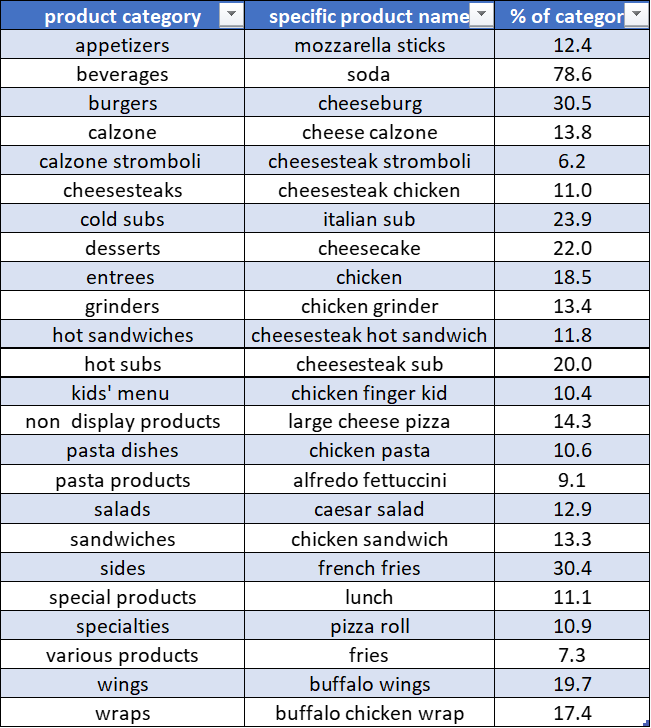 product category specific product name % of categor
appetizers mozzarella sticks 12.4
beverages soda 78.6
burgers cheeseburg 30.5
calzone cheese calzone 13.8
calzone stromboli cheesesteak stromboli 6.2
cheesesteaks cheesesteak chicken 11.0
cold subs italian sub 23.9
desserts cheesecake 22.0
entrees chicken 18.5
grinders chicken grinder 13.4
hot sandwiches cheesesteak hot sandwich 11.8
hot subs cheesesteak sub 20.0
kids' menu chicken finger kid 10.4
non  display products large cheese pizza 14.3
pasta dishes chicken pasta 10.6
pasta products alfredo fettuccini 9.1
salads caesar salad 12.9
sandwiches chicken sandwich 13.3
sides french fries 30.4
special products lunch 11.1
specialties pizza roll 10.9
various products fries 7.3
wings buffalo wings 19.7
wraps buffalo chicken wrap 17.4